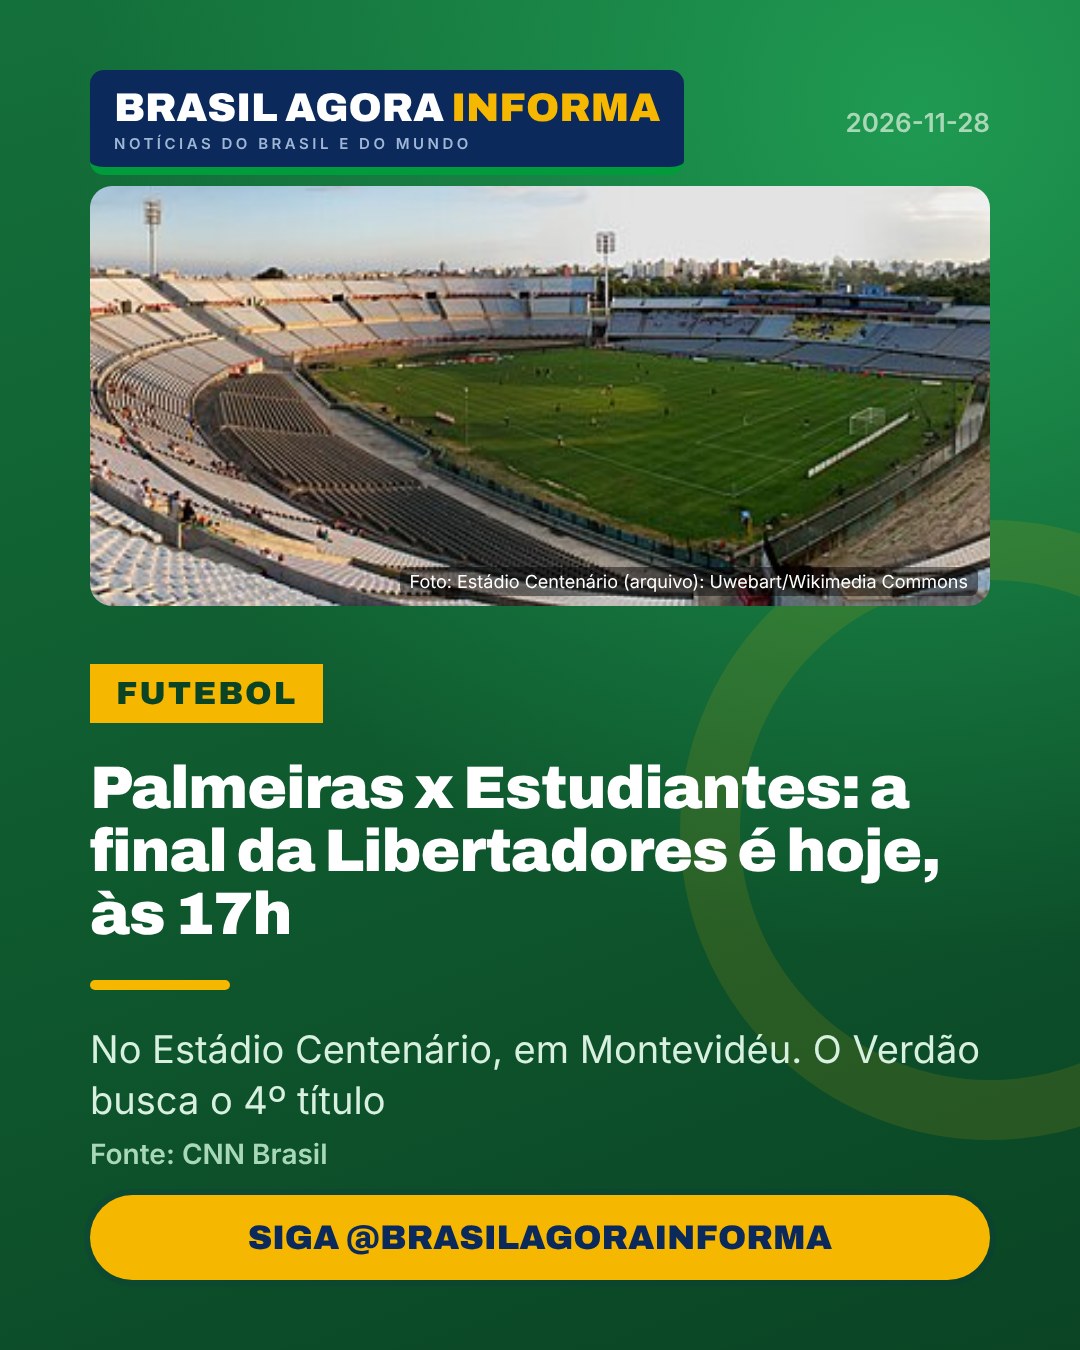 BRASIL AGORA INFORMA
NOTÍCIAS DO BRASIL E DO MUNDO
2026-11-28
Foto: Estádio Centenário (arquivo): Uwebart/Wikimedia Commons
FUTEBOL
Palmeiras x Estudiantes: a
final da Libertadores é hoje,
às 17h
No Estádio Centenário, em Montevidéu. O Verdão
busca o 4º título
Fonte: CNN Brasil
SIGA @BRASILAGORAINFORMA